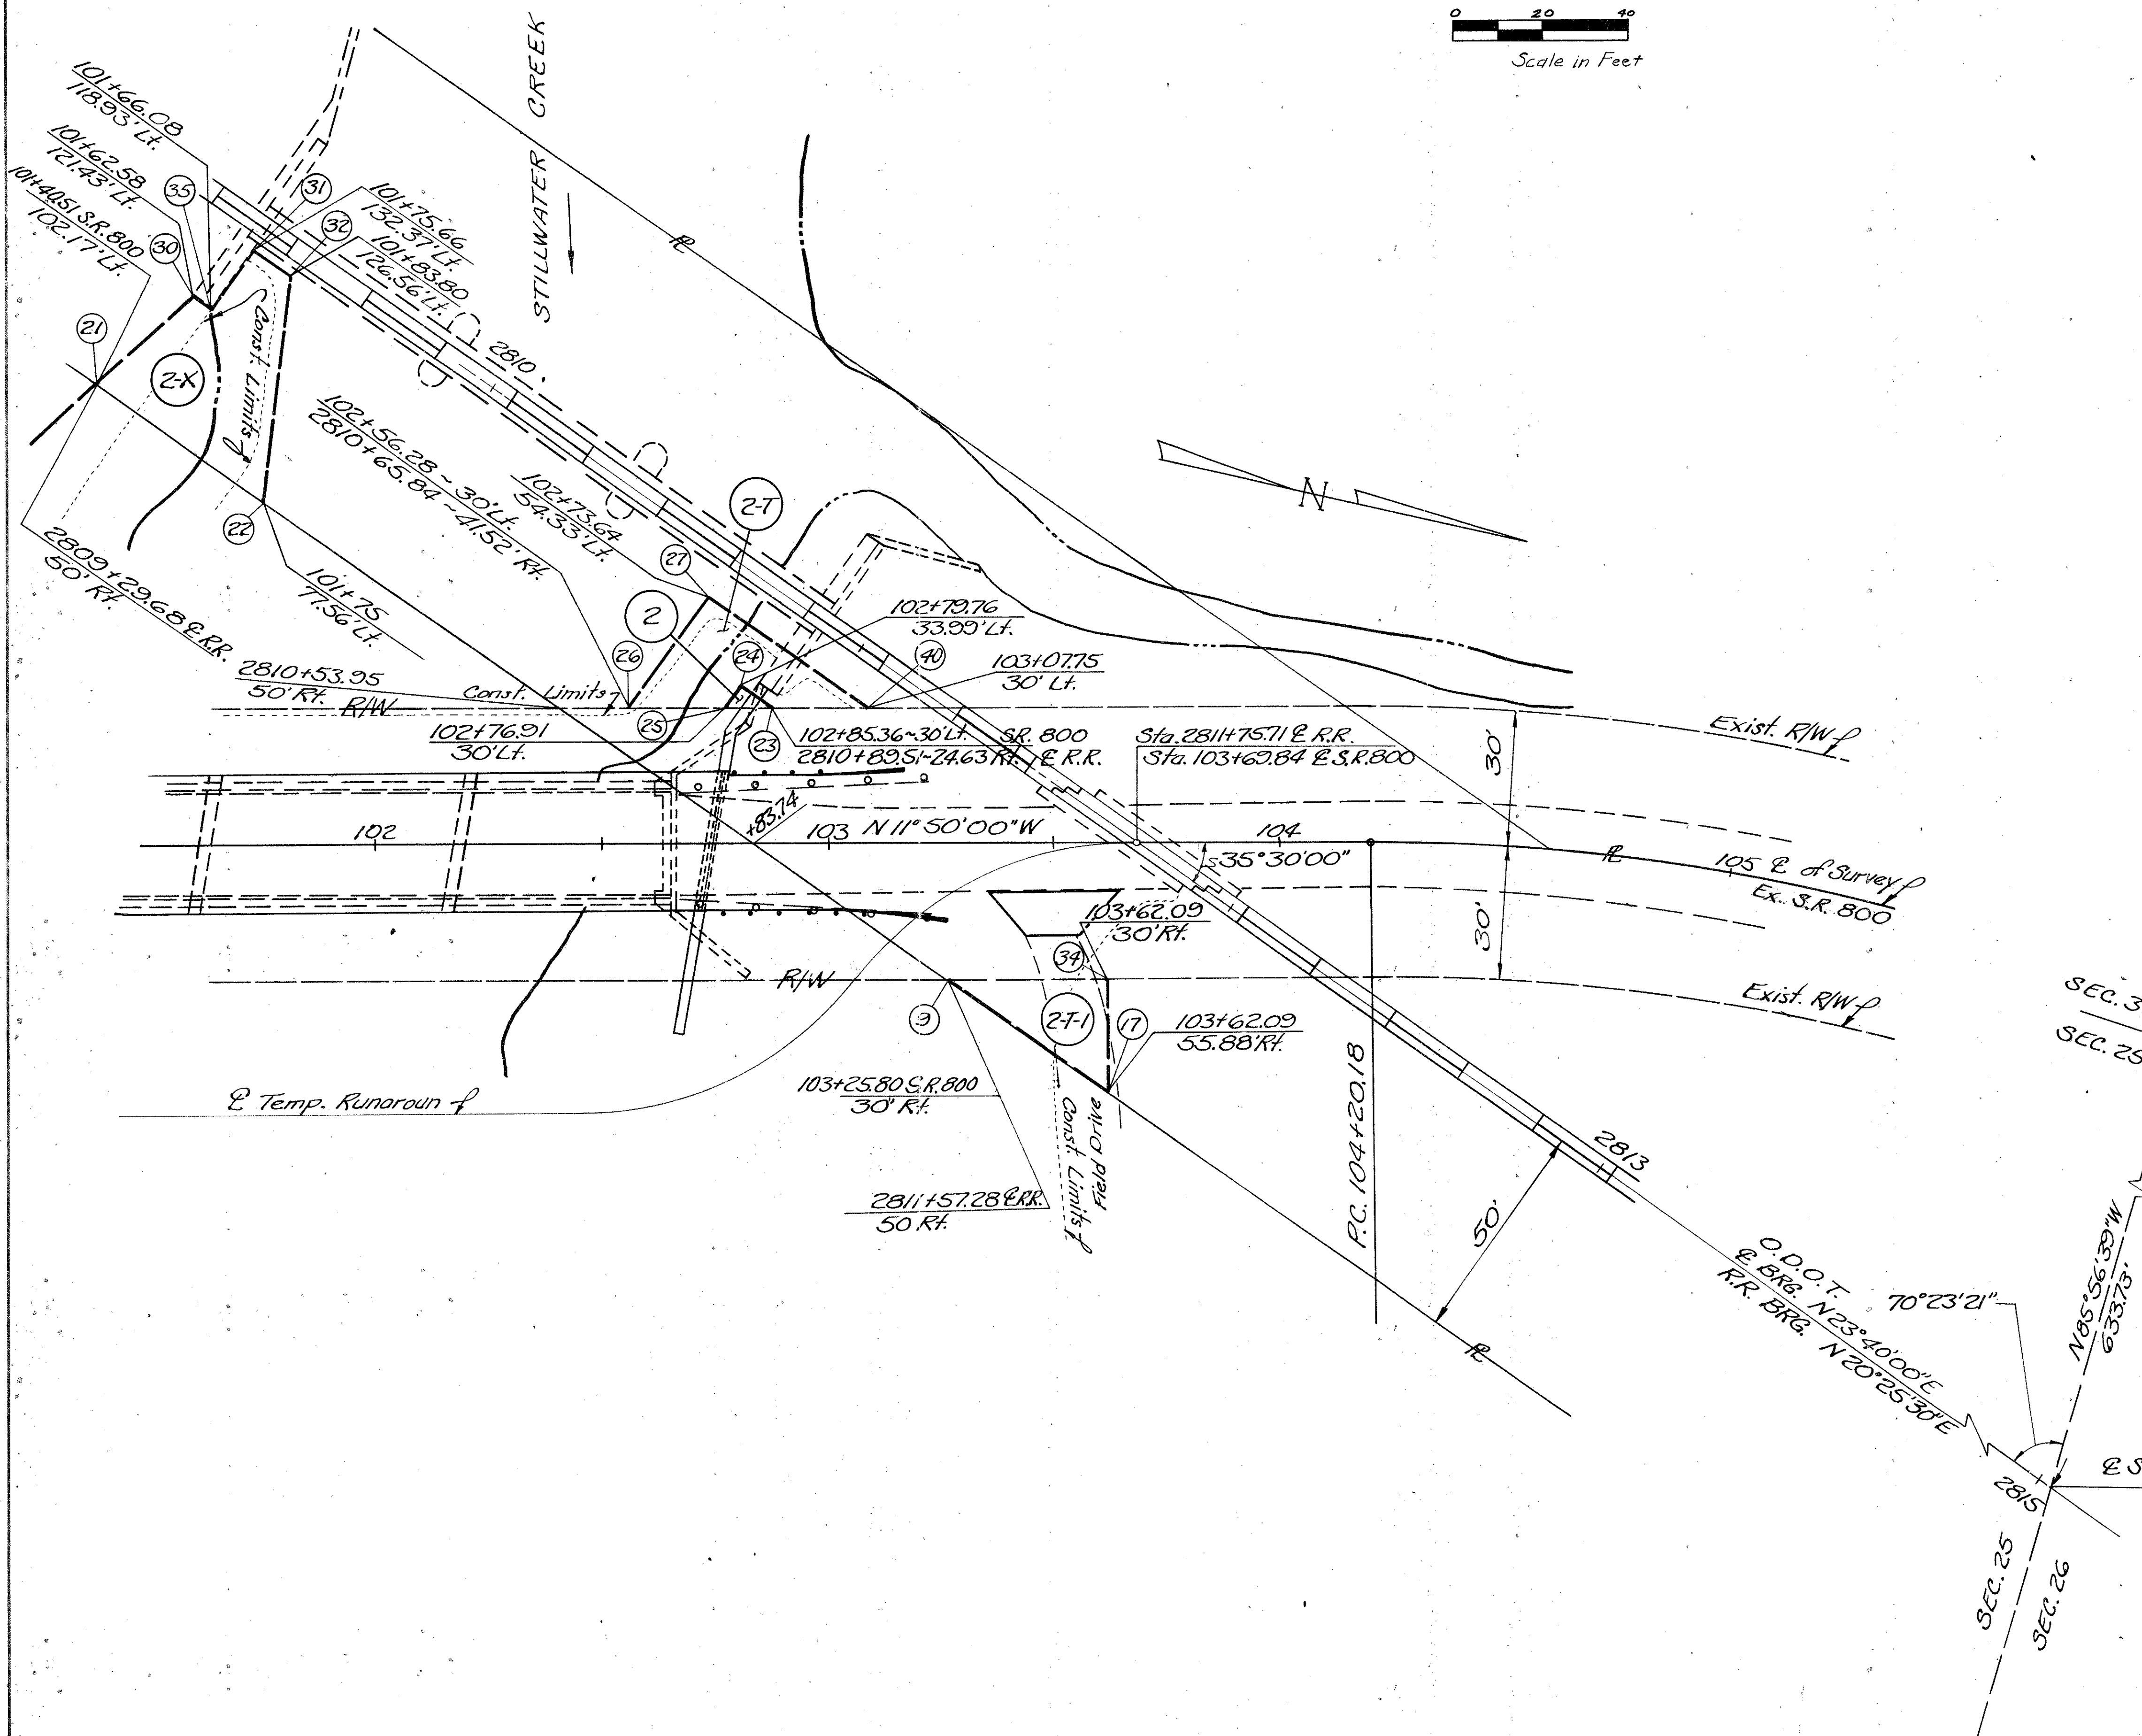 0 20 40
Scale in Feet
STILLWATER CREEK
101+66.08
118.93' Lt.
101+62.58
121.43' Lt.
101+40.51 S.R. 800
102.17' Lt.
35
30
31
32
101+75.66
132.37' Lt.
101+83.80
126.56' Lt.
21
2-X
Const. Limits
22
2810
℄
102+56.28 ~ 30' Lt.
2810+65.84 ~ 41.52' Rt.
102+73.64
54.33' Lt.
2-T
27
N
2809+29.68 ℄ R.R.
50' Rt.
101+75
77.56' Lt.
2
26
24
40
102+79.76
33.99' Lt.
103+07.75
30' Lt.
2810+53.95
50' Rt.
R/W
Const. Limits
25
23
102+76.91
30' Lt.
102+85.36~30' Lt. S.R. 800
2810+89.51~24.63 Rt. ℄ R.R.
Sta. 2811+75.71 ℄ R.R.
Sta. 103+69.84 ℄ S.R. 800
Exist. R/W
30'
+83.74
102
103
N 11° 50' 00" W
104
35° 30' 00"
℄
105 ℄ of Survey
Ex. S.R. 800
30'
103+62.09
30' Rt.
34
R/W
9
2-T-1
17
103+62.09
55.88' Rt.
Exist. R/W
SEC. 3
SEC. 25
℄ Temp. Runaroun
103+25.80 S.R. 800
30' Rt.
Field Drive
Const. Limits
2811+57.28 ℄ R.R.
50 Rt.
P.C. 104+20.18
2813
50'
℄
O.D.O.T.
℄ BRG. N 23° 40' 00" E
R.R. BRG. N 20° 25' 30" E
70° 23' 21"
N 85° 56' 39" W
633.73'
℄ S
2815
SEC. 25
SEC. 26